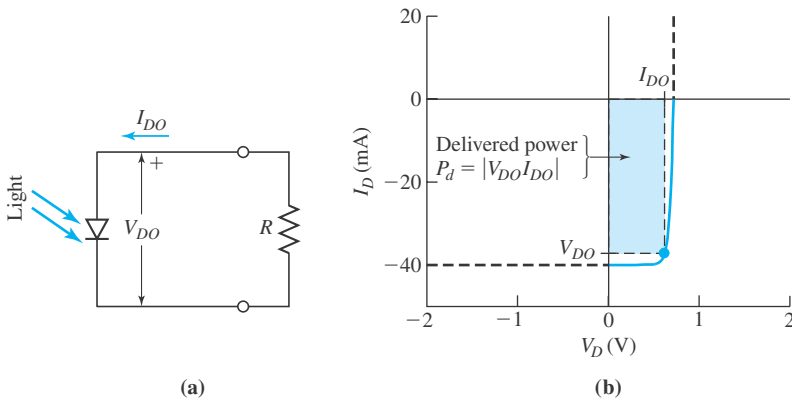 I_DO
+
Light
V_DO
R
(a)
20
0
−20
−40
I_D (mA)
I_DO
Delivered power
P_d = |V_DO I_DO|
V_DO
−2
−1
0
1
2
V_D (V)
(b)